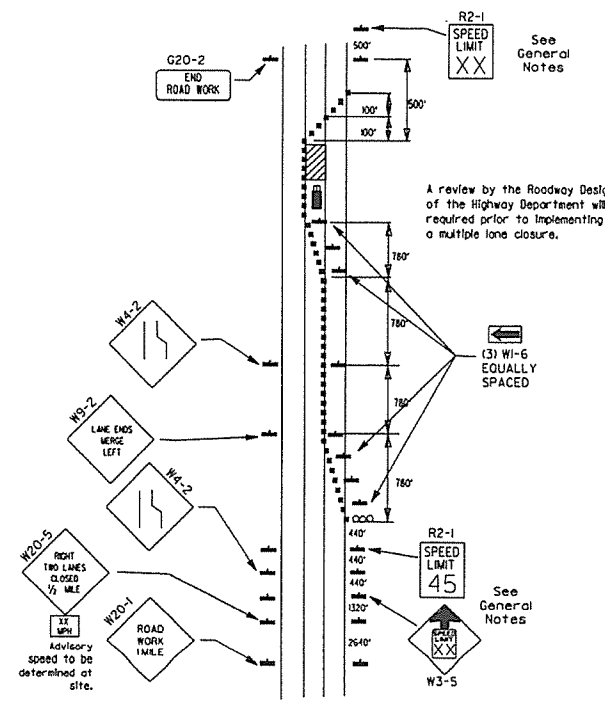 R2-1
SPEED
LIMIT
XX
See
General
Notes
G20-2
END
ROAD WORK
500'
500'
100'
100'
A review by the Roadway Desig
of the Highway Department will
required prior to implementing
a multiple lane closure.
780'
780'
780'
780'
W4-2
(3) W1-6
EQUALLY
SPACED
W9-2
LANE ENDS
MERGE
LEFT
W4-2
440'
440'
440'
1320'
2640'
R2-1
SPEED
LIMIT
45
See
General
Notes
W20-5
RIGHT
TWO LANES
CLOSED
1/2 MILE
XX
MPH
Advisory
speed to be
determined at
site.
W20-1
ROAD
WORK
1 MILE
SPEED
LIMIT
XX
W3-5